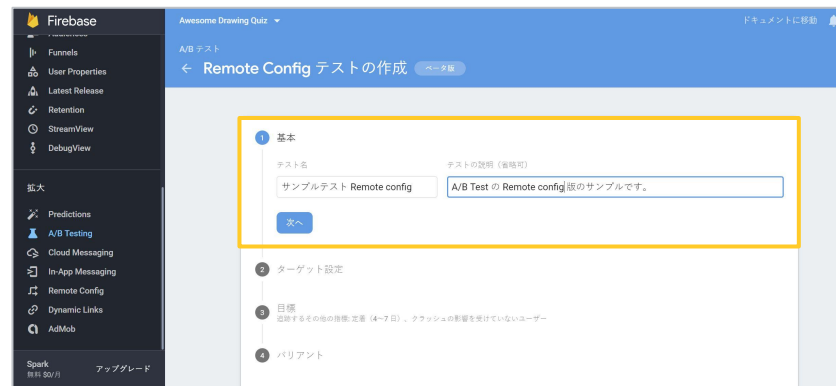 Firebase
Funnels
User Properties
Latest Release
Retention
StreamView
DebugView
拡大
Predictions
A/B Testing
Cloud Messaging
In-App Messaging
Remote Config
Dynamic Links
AdMob
Spark
無料 $0/月
アップグレード
Awesome Drawing Quiz
ドキュメントに移動
A/B テスト
← Remote Config テストの作成 ベータ版
1 基本
テスト名
テストの説明（省略可）
サンプルテスト Remote config
A/B Test の Remote config版のサンプルです。
次へ
2 ターゲット設定
3 目標
追跡するその他の指標: 定着（4~7 日）、クラッシュの影響を受けていないユーザー
4 バリアント